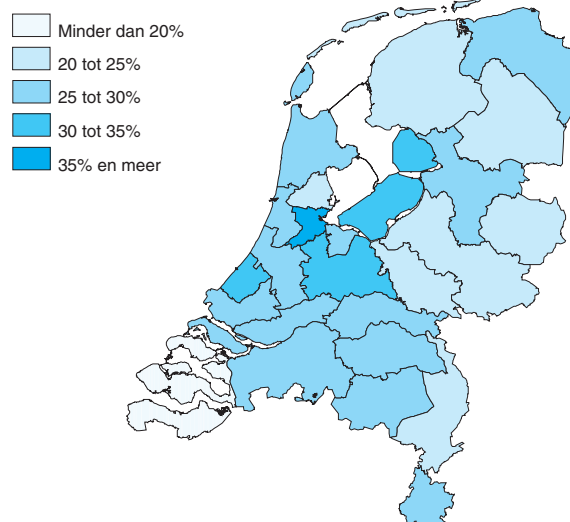 Minder dan 20%
20 tot 25%
25 tot 30%
30 tot 35%
35% en meer